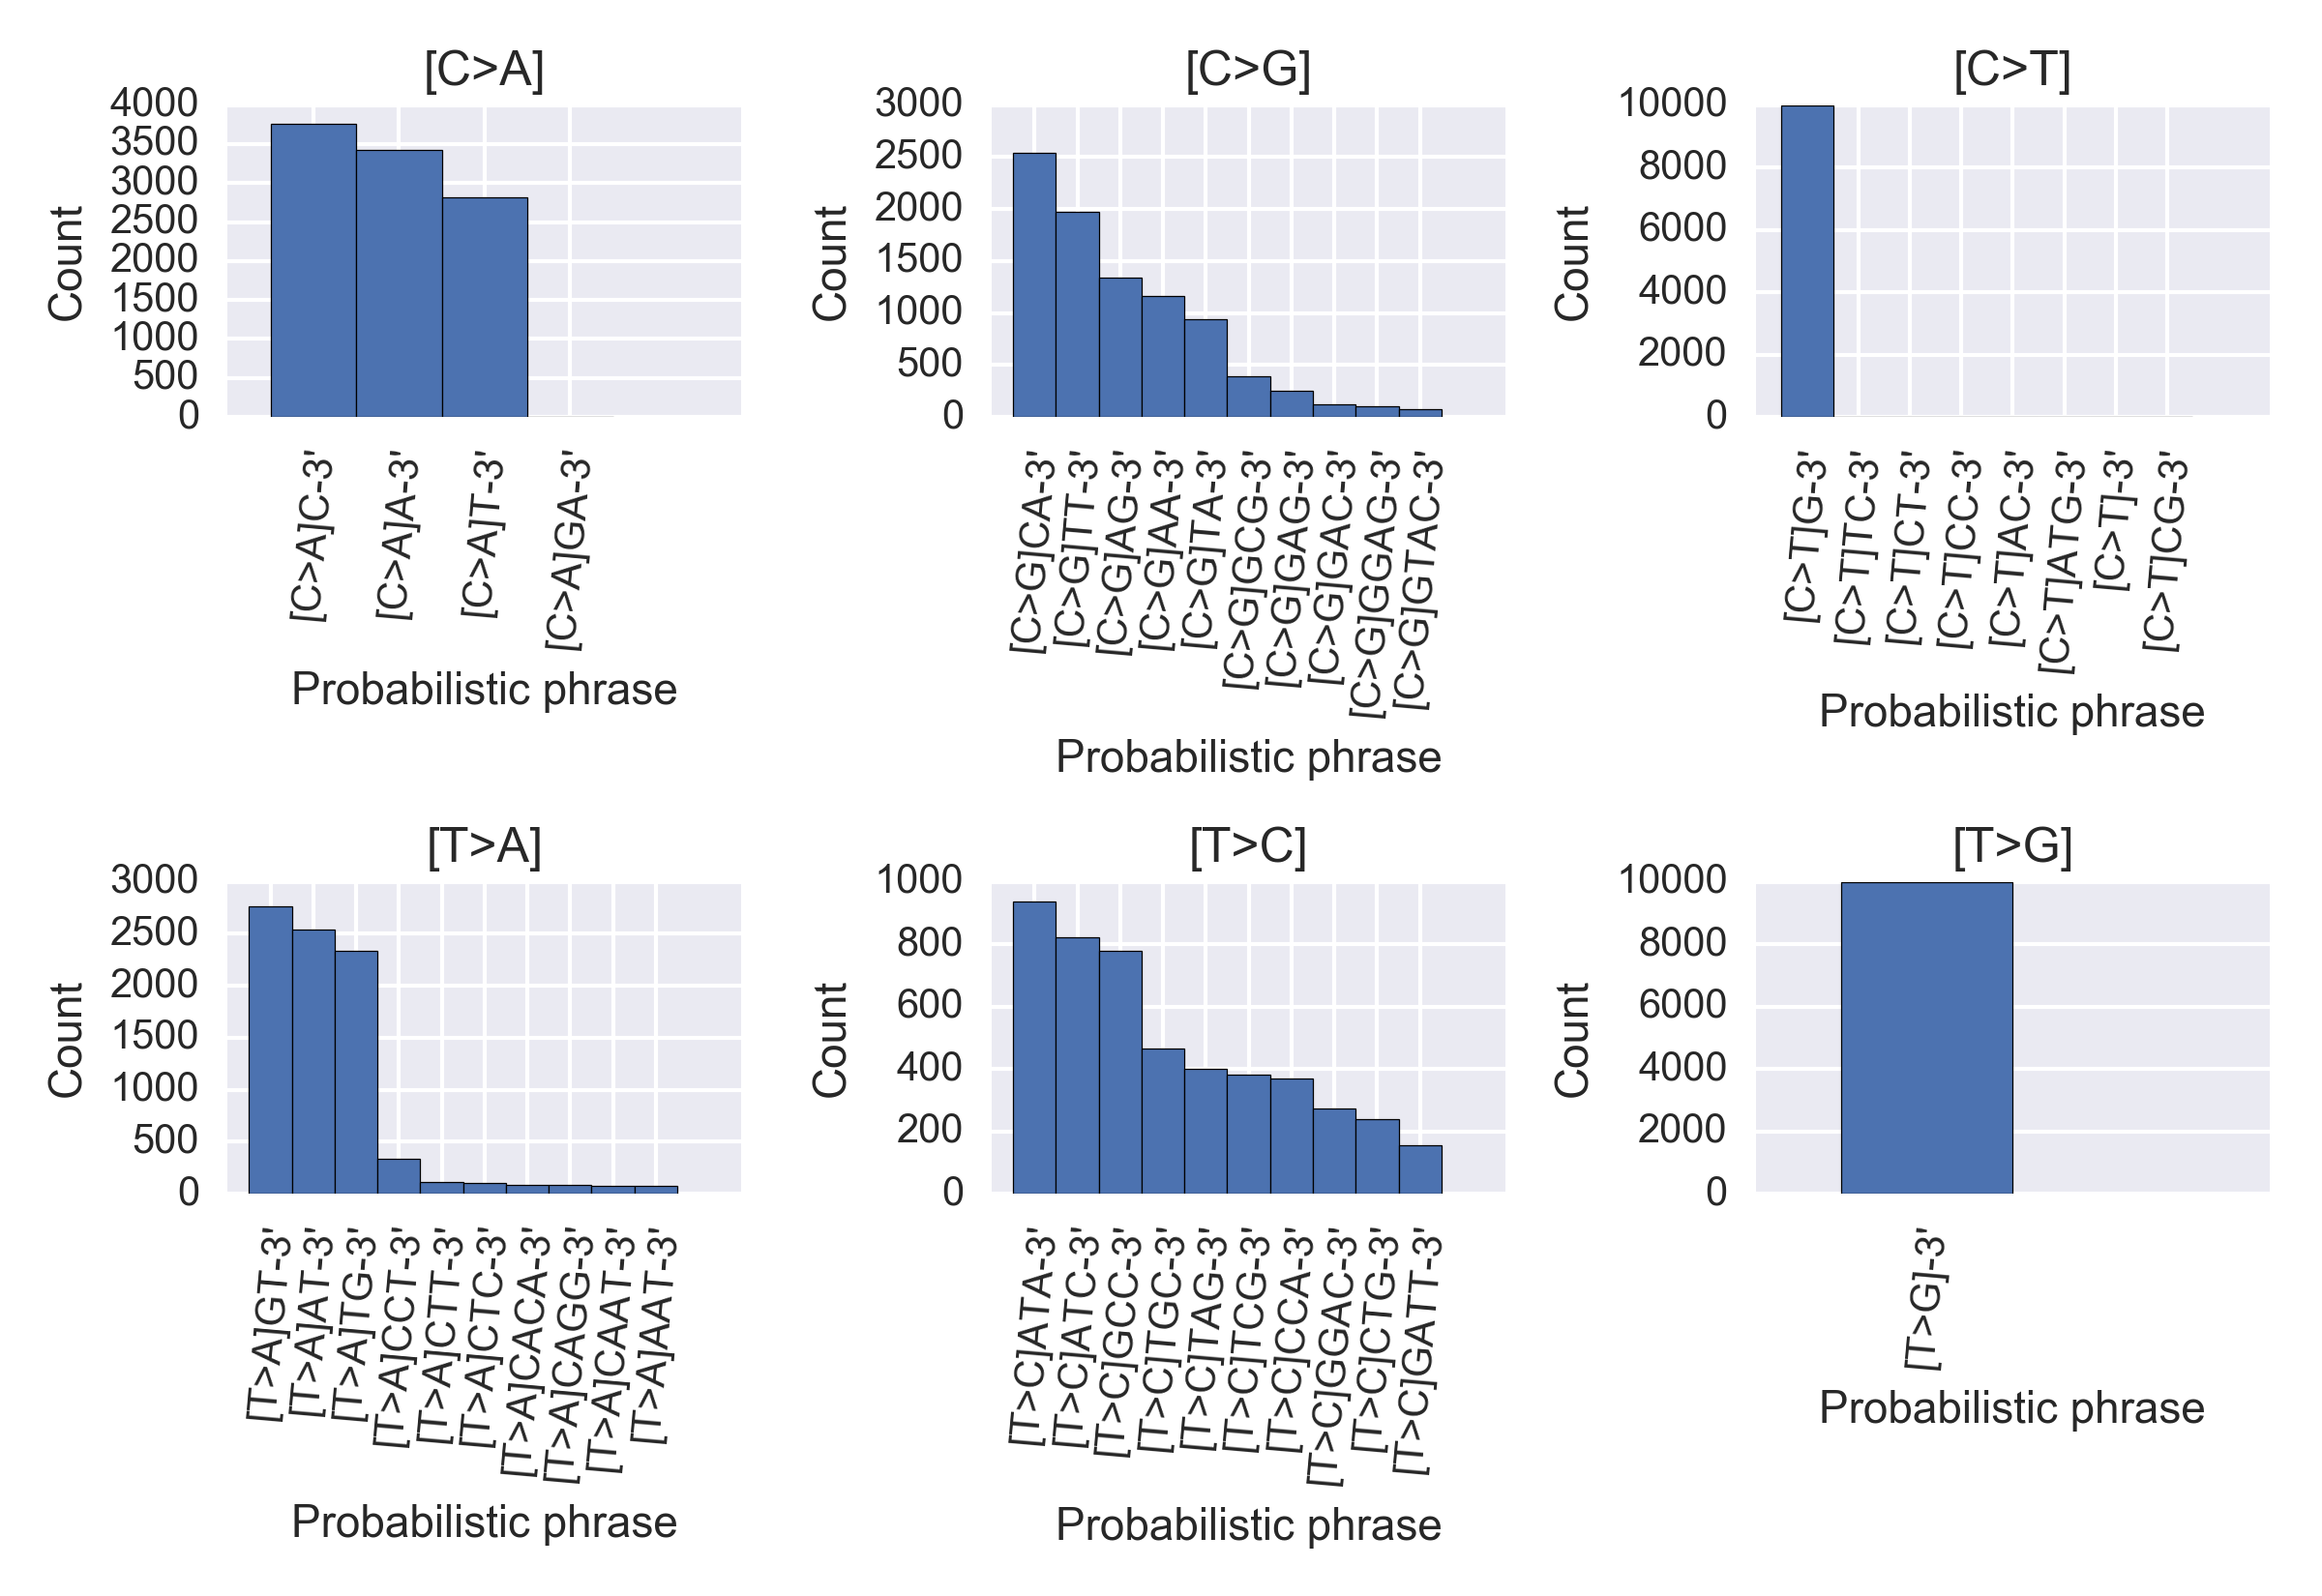 [C>A]
4000
3500
3000
2500
2000
1500
1000
500
0
Count
[C>A]C-3'
[C>A]A-3'
[C>A]T-3'
[C>A]GA-3'
Probabilistic phrase
[C>G]
3000
2500
2000
1500
1000
500
0
Count
[C>G]CA-3'
[C>G]TT-3'
[C>G]AG-3'
[C>G]AA-3'
[C>G]TA-3'
[C>G]GCG-3'
[C>G]GAG-3'
[C>G]GAC-3'
[C>G]GGAG-3'
[C>G]GTAC-3'
Probabilistic phrase
[C>T]
10000
8000
6000
4000
2000
0
Count
[C>T]G-3'
[C>T]TC-3'
[C>T]CT-3'
[C>T]CC-3'
[C>T]AC-3'
[C>T]ATG-3'
[C>T]-3'
[C>T]CG-3'
Probabilistic phrase
[T>A]
3000
2500
2000
1500
1000
500
0
Count
[T>A]GT-3'
[T>A]AT-3'
[T>A]TG-3'
[T>A]CCT-3'
[T>A]CTT-3'
[T>A]CTC-3'
[T>A]CACA-3'
[T>A]CAGG-3'
[T>A]CAAT-3'
[T>A]AAT-3'
Probabilistic phrase
[T>C]
1000
800
600
400
200
0
Count
[T>C]ATA-3'
[T>C]ATC-3'
[T>C]GCC-3'
[T>C]TGC-3'
[T>C]TAG-3'
[T>C]TCG-3'
[T>C]CCA-3'
[T>C]GGAC-3'
[T>C]CTG-3'
[T>C]GATT-3'
Probabilistic phrase
[T>G]
10000
8000
6000
4000
2000
0
Count
[T>G]-3'
Probabilistic phrase